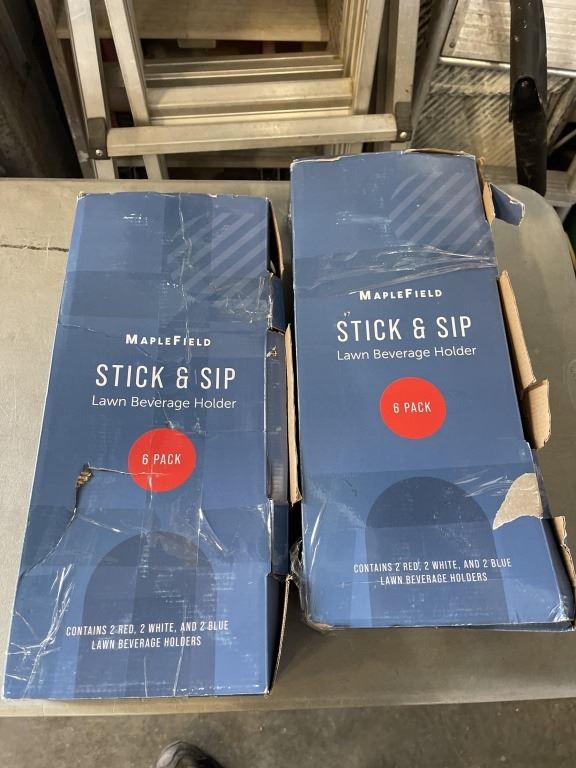 MAPLEFIELD
STICK & SIP
Lawn Beverage Holder
6 PACK
CONTAINS 2 RED, 2 WHITE, AND 2 BLUE
LAWN BEVERAGE HOLDERS
MAPLEFIELD
STICK & SIP
Lawn Beverage Holder
6 PACK
CONTAINS 2 RED, 2 WHITE, AND 2 BLUE
LAWN BEVERAGE HOLDERS